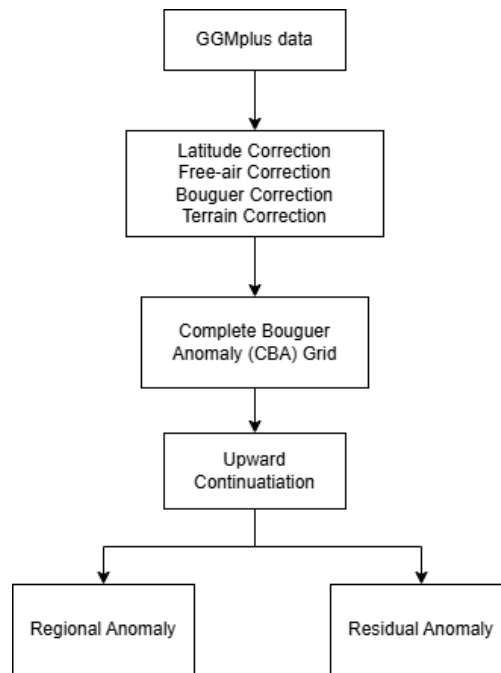 GGMplus data
Latitude Correction
Free-air Correction
Bouguer Correction
Terrain Correction
Complete Bouguer
Anomaly (CBA) Grid
Upward
Continuatiation
Regional Anomaly
Residual Anomaly